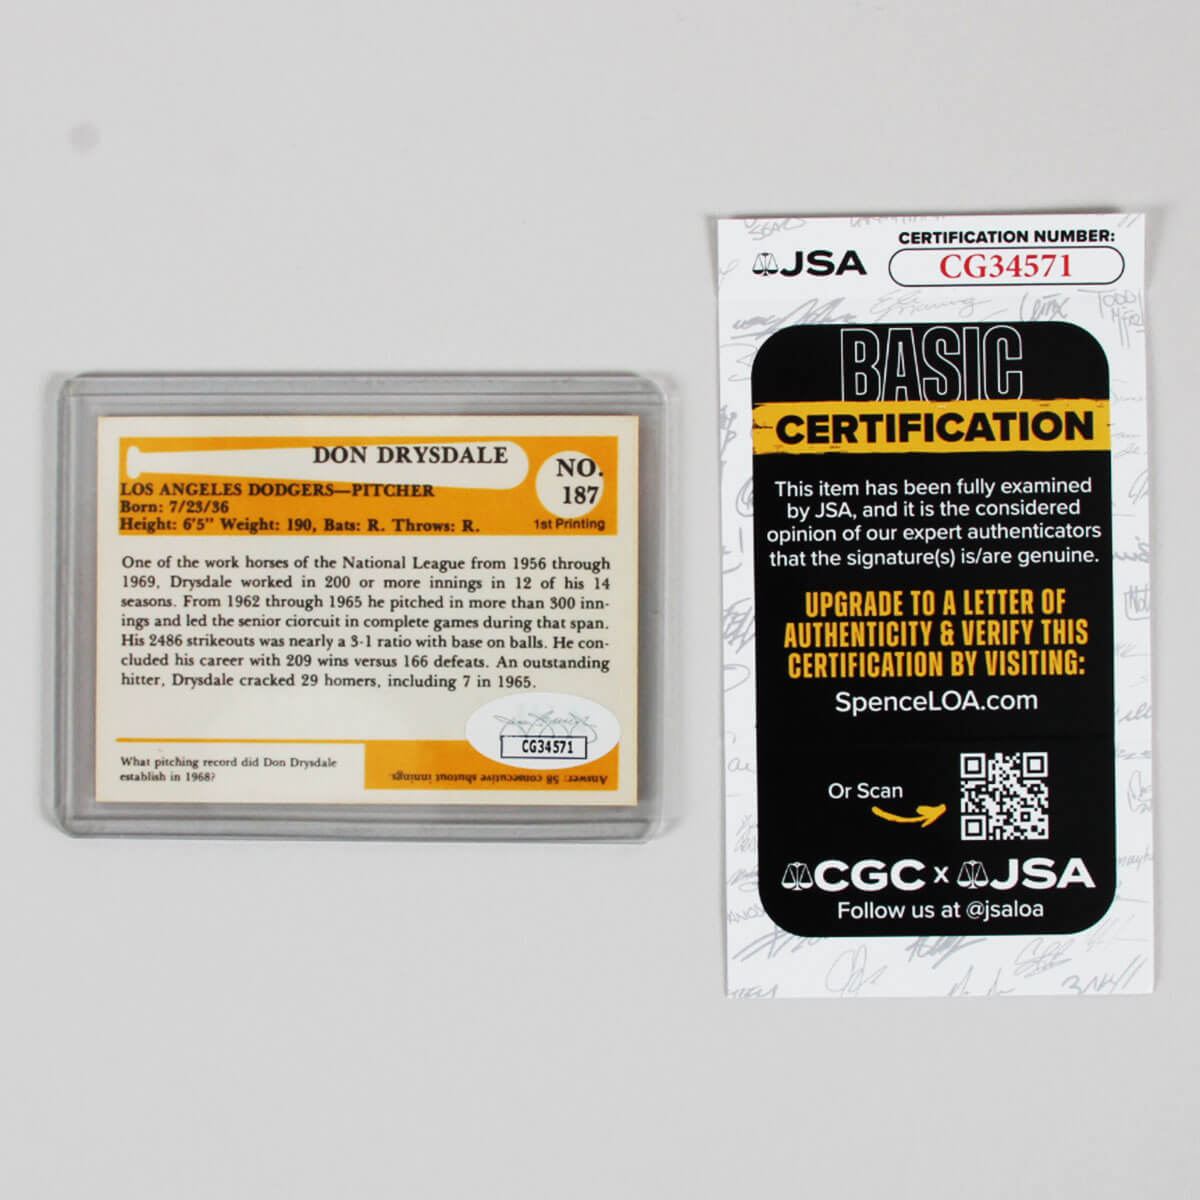 DON DRYSDALE
NO.
187
LOS ANGELES DODGERS—PITCHER
Born: 7/23/36
Height: 6'5" Weight: 190, Bats: R. Throws: R.
1st Printing
One of the work horses of the National League from 1956 through
1969, Drysdale worked in 200 or more innings in 12 of his 14
seasons. From 1962 through 1965 he pitched in more than 300 inn-
ings and led the senior ciorcuit in complete games during that span.
His 2486 strikeouts was nearly a 3-1 ratio with base on balls. He con-
cluded his career with 209 wins versus 166 defeats. An outstanding
hitter, Drysdale cracked 29 homers, including 7 in 1965.
CG34571
What pitching record did Don Drysdale
establish in 1968?
Answer: 58 consecutive shutout innings.
JSA
CERTIFICATION NUMBER:
CG34571
BASIC
CERTIFICATION
This item has been fully examined
by JSA, and it is the considered
opinion of our expert authenticators
that the signature(s) is/are genuine.
UPGRADE TO A LETTER OF
AUTHENTICITY & VERIFY THIS
CERTIFICATION BY VISITING:
SpenceLOA.com
Or Scan
CGC x JSA
Follow us at @jsaloa